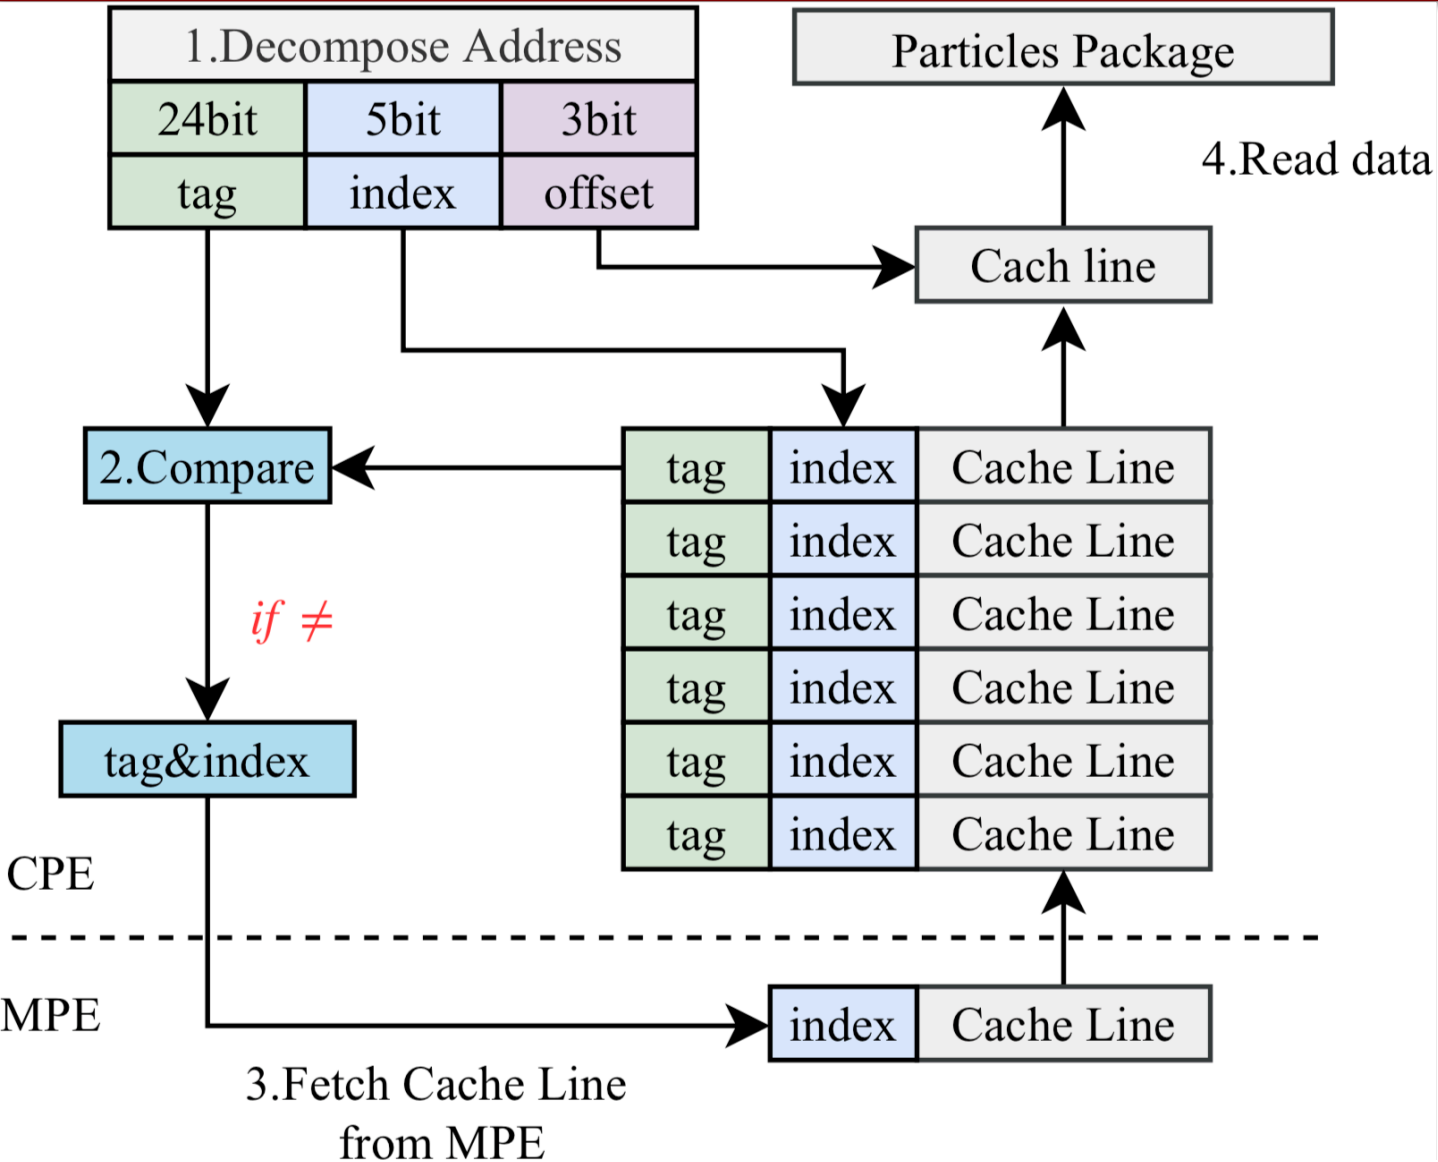 1.Decompose Address
24bit 5bit 3bit
tag index offset
Particles Package
4.Read data
Cach line
2.Compare
tag index Cache Line
tag index Cache Line
tag index Cache Line
tag index Cache Line
tag index Cache Line
tag index Cache Line
if ≠
tag&index
CPE
MPE
index Cache Line
3.Fetch Cache Line
from MPE